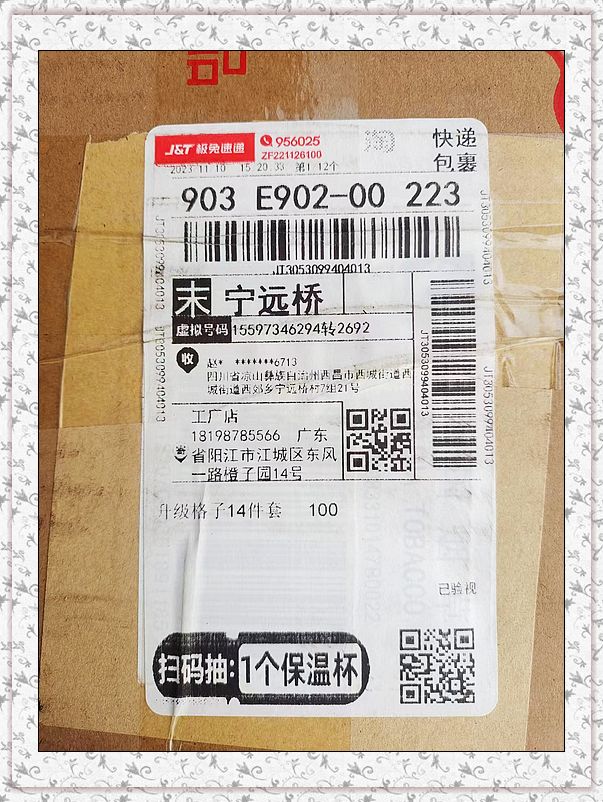 J&T 极兔速递
956025
ZF221126100
快递
包裹
2023 11 10 15 20 33 第1 12个
903 E902-00 223
JT3053099404013
末 宁远桥
虚拟号码 15597346294转2692
收 赵* *******6713
四川省凉山彝族自治州西昌市西城街道西
城街道西郊乡宁远桥村7组21号
工厂店
18198785566 广东
省阳江市江城区东风
一路橙子园14号
升级格子14件套 100
已验视
扫码抽: 1个保温杯
JT3053099404013
JT3053099404013
JT3053099404013